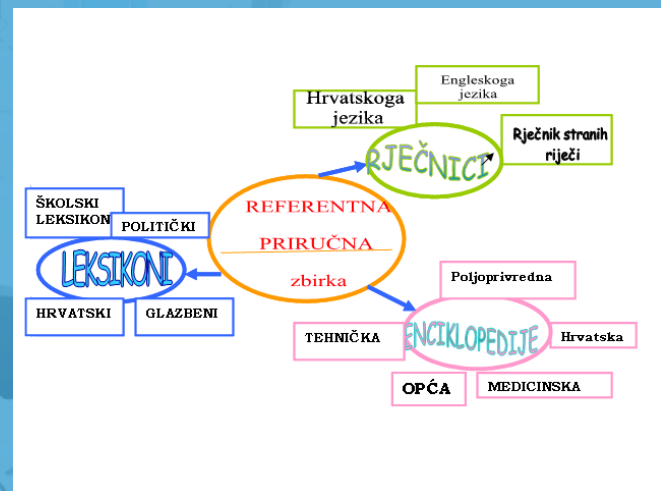 Engleskoga
jezika
Hrvatskoga
jezika
Rječnik stranih
riječi
RJEČNICI
ŠKOLSKI
LEKSIKON
POLITIČKI
REFERENTNA
PRIRUČNA
zbirka
LEKSIKONI
HRVATSKI
GLAZBENI
Poljoprivredna
TEHNIČKA
ENCIKLOPEDIJE
Hrvatska
OPĆA
MEDICINSKA